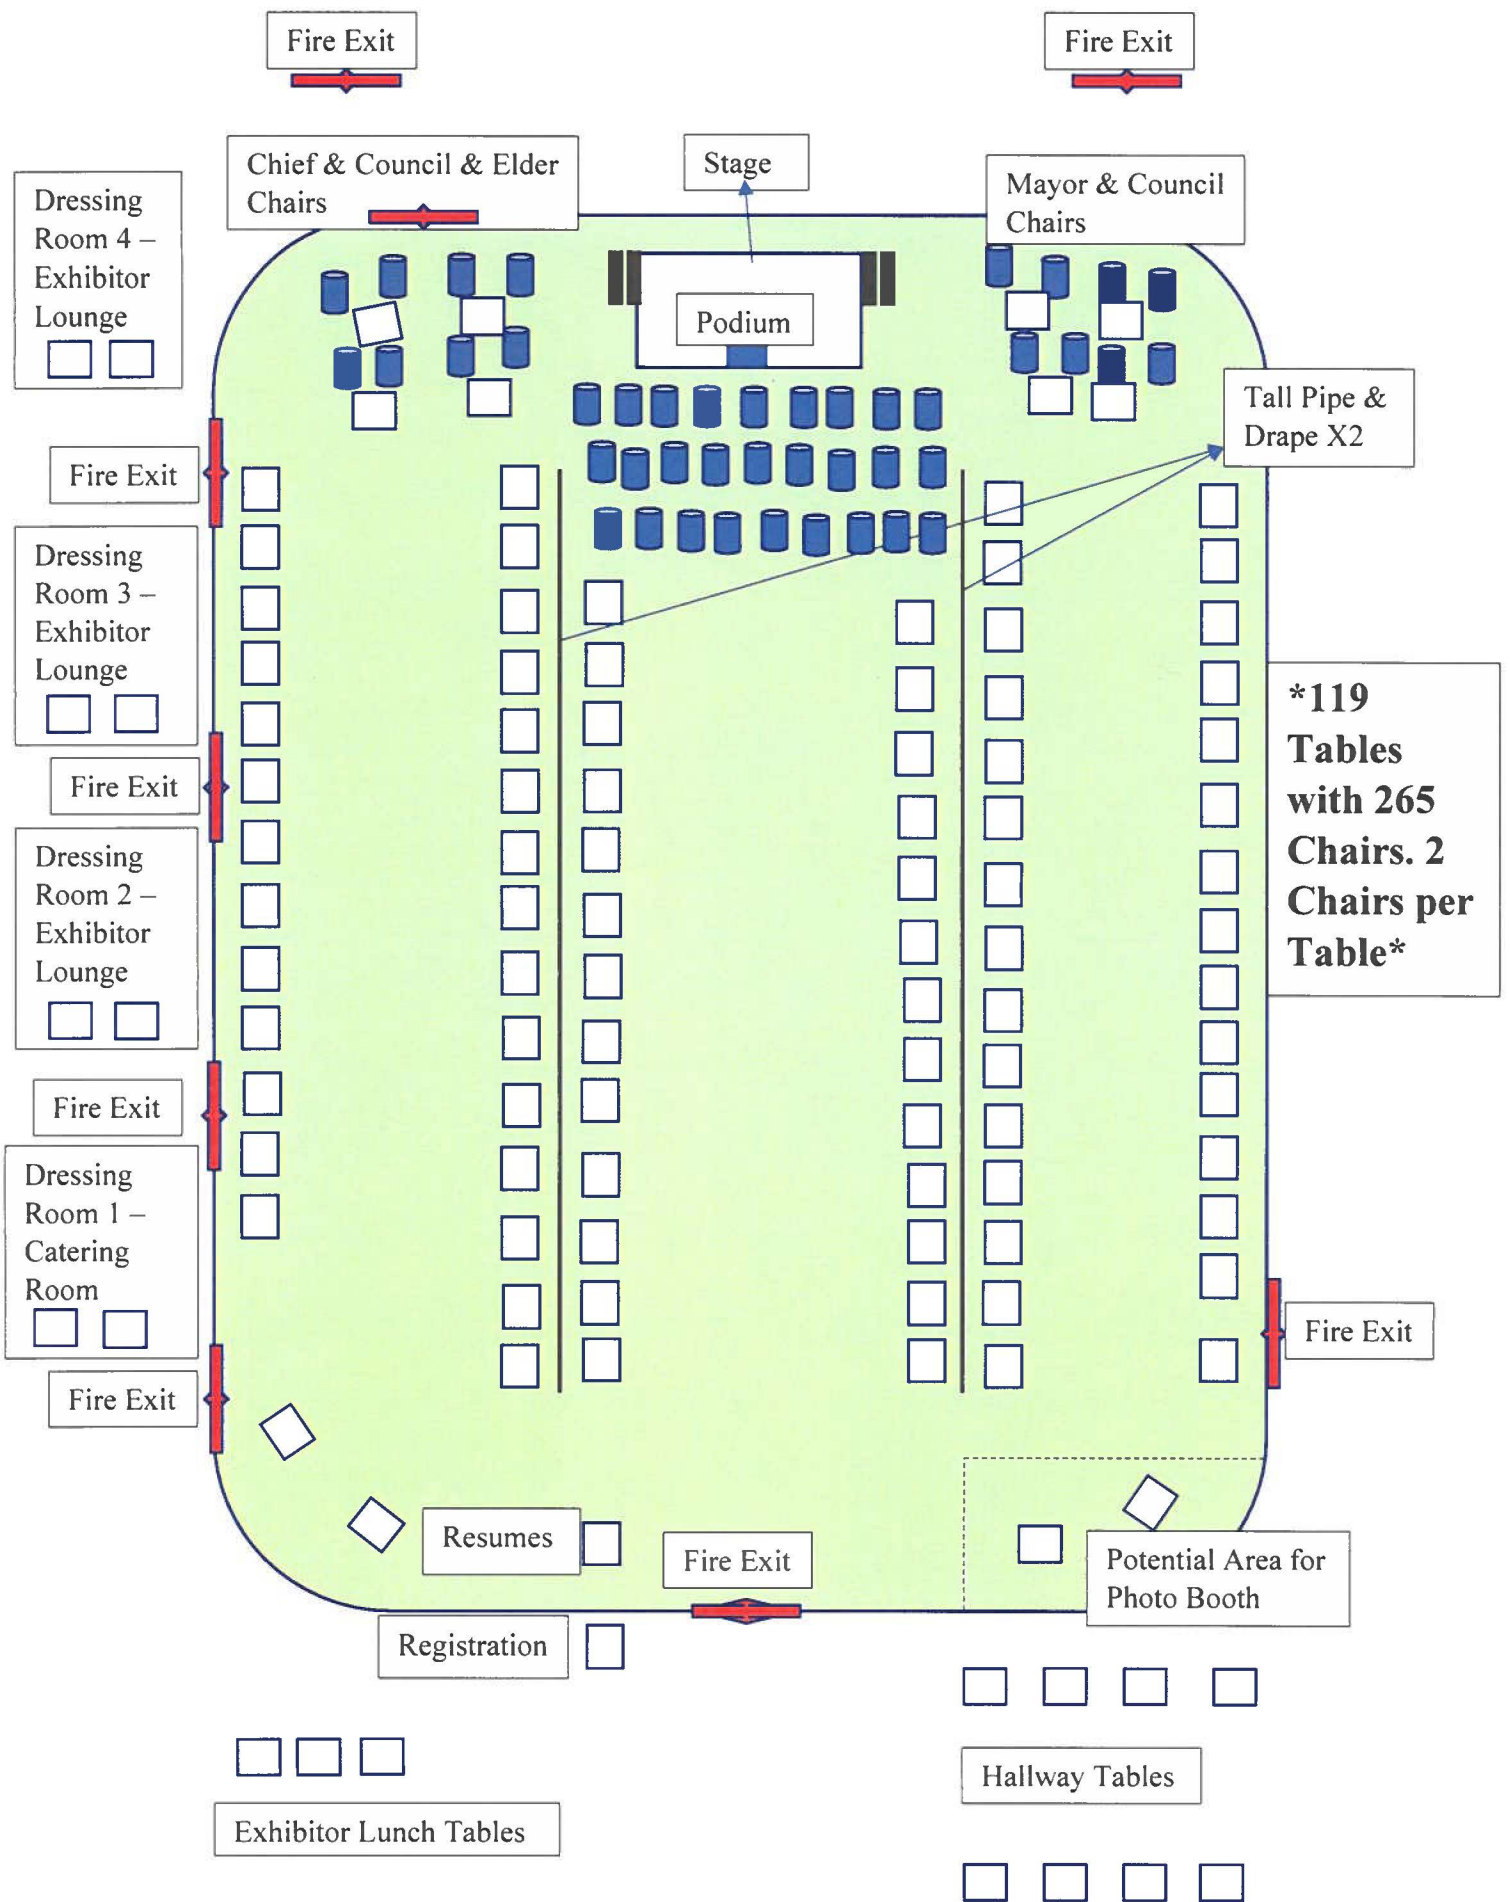 Fire Exit
Fire Exit
Chief & Council & Elder
Chairs
Stage
Mayor & Council
Chairs
Dressing
Room 4 –
Exhibitor
Lounge
Podium
Tall Pipe &
Drape X2
Fire Exit
Dressing
Room 3 –
Exhibitor
Lounge
*119
Tables
with 265
Chairs. 2
Chairs per
Table*
Fire Exit
Dressing
Room 2 –
Exhibitor
Lounge
Fire Exit
Dressing
Room 1 –
Catering
Room
Fire Exit
Fire Exit
Resumes
Fire Exit
Potential Area for
Photo Booth
Registration
Hallway Tables
Exhibitor Lunch Tables